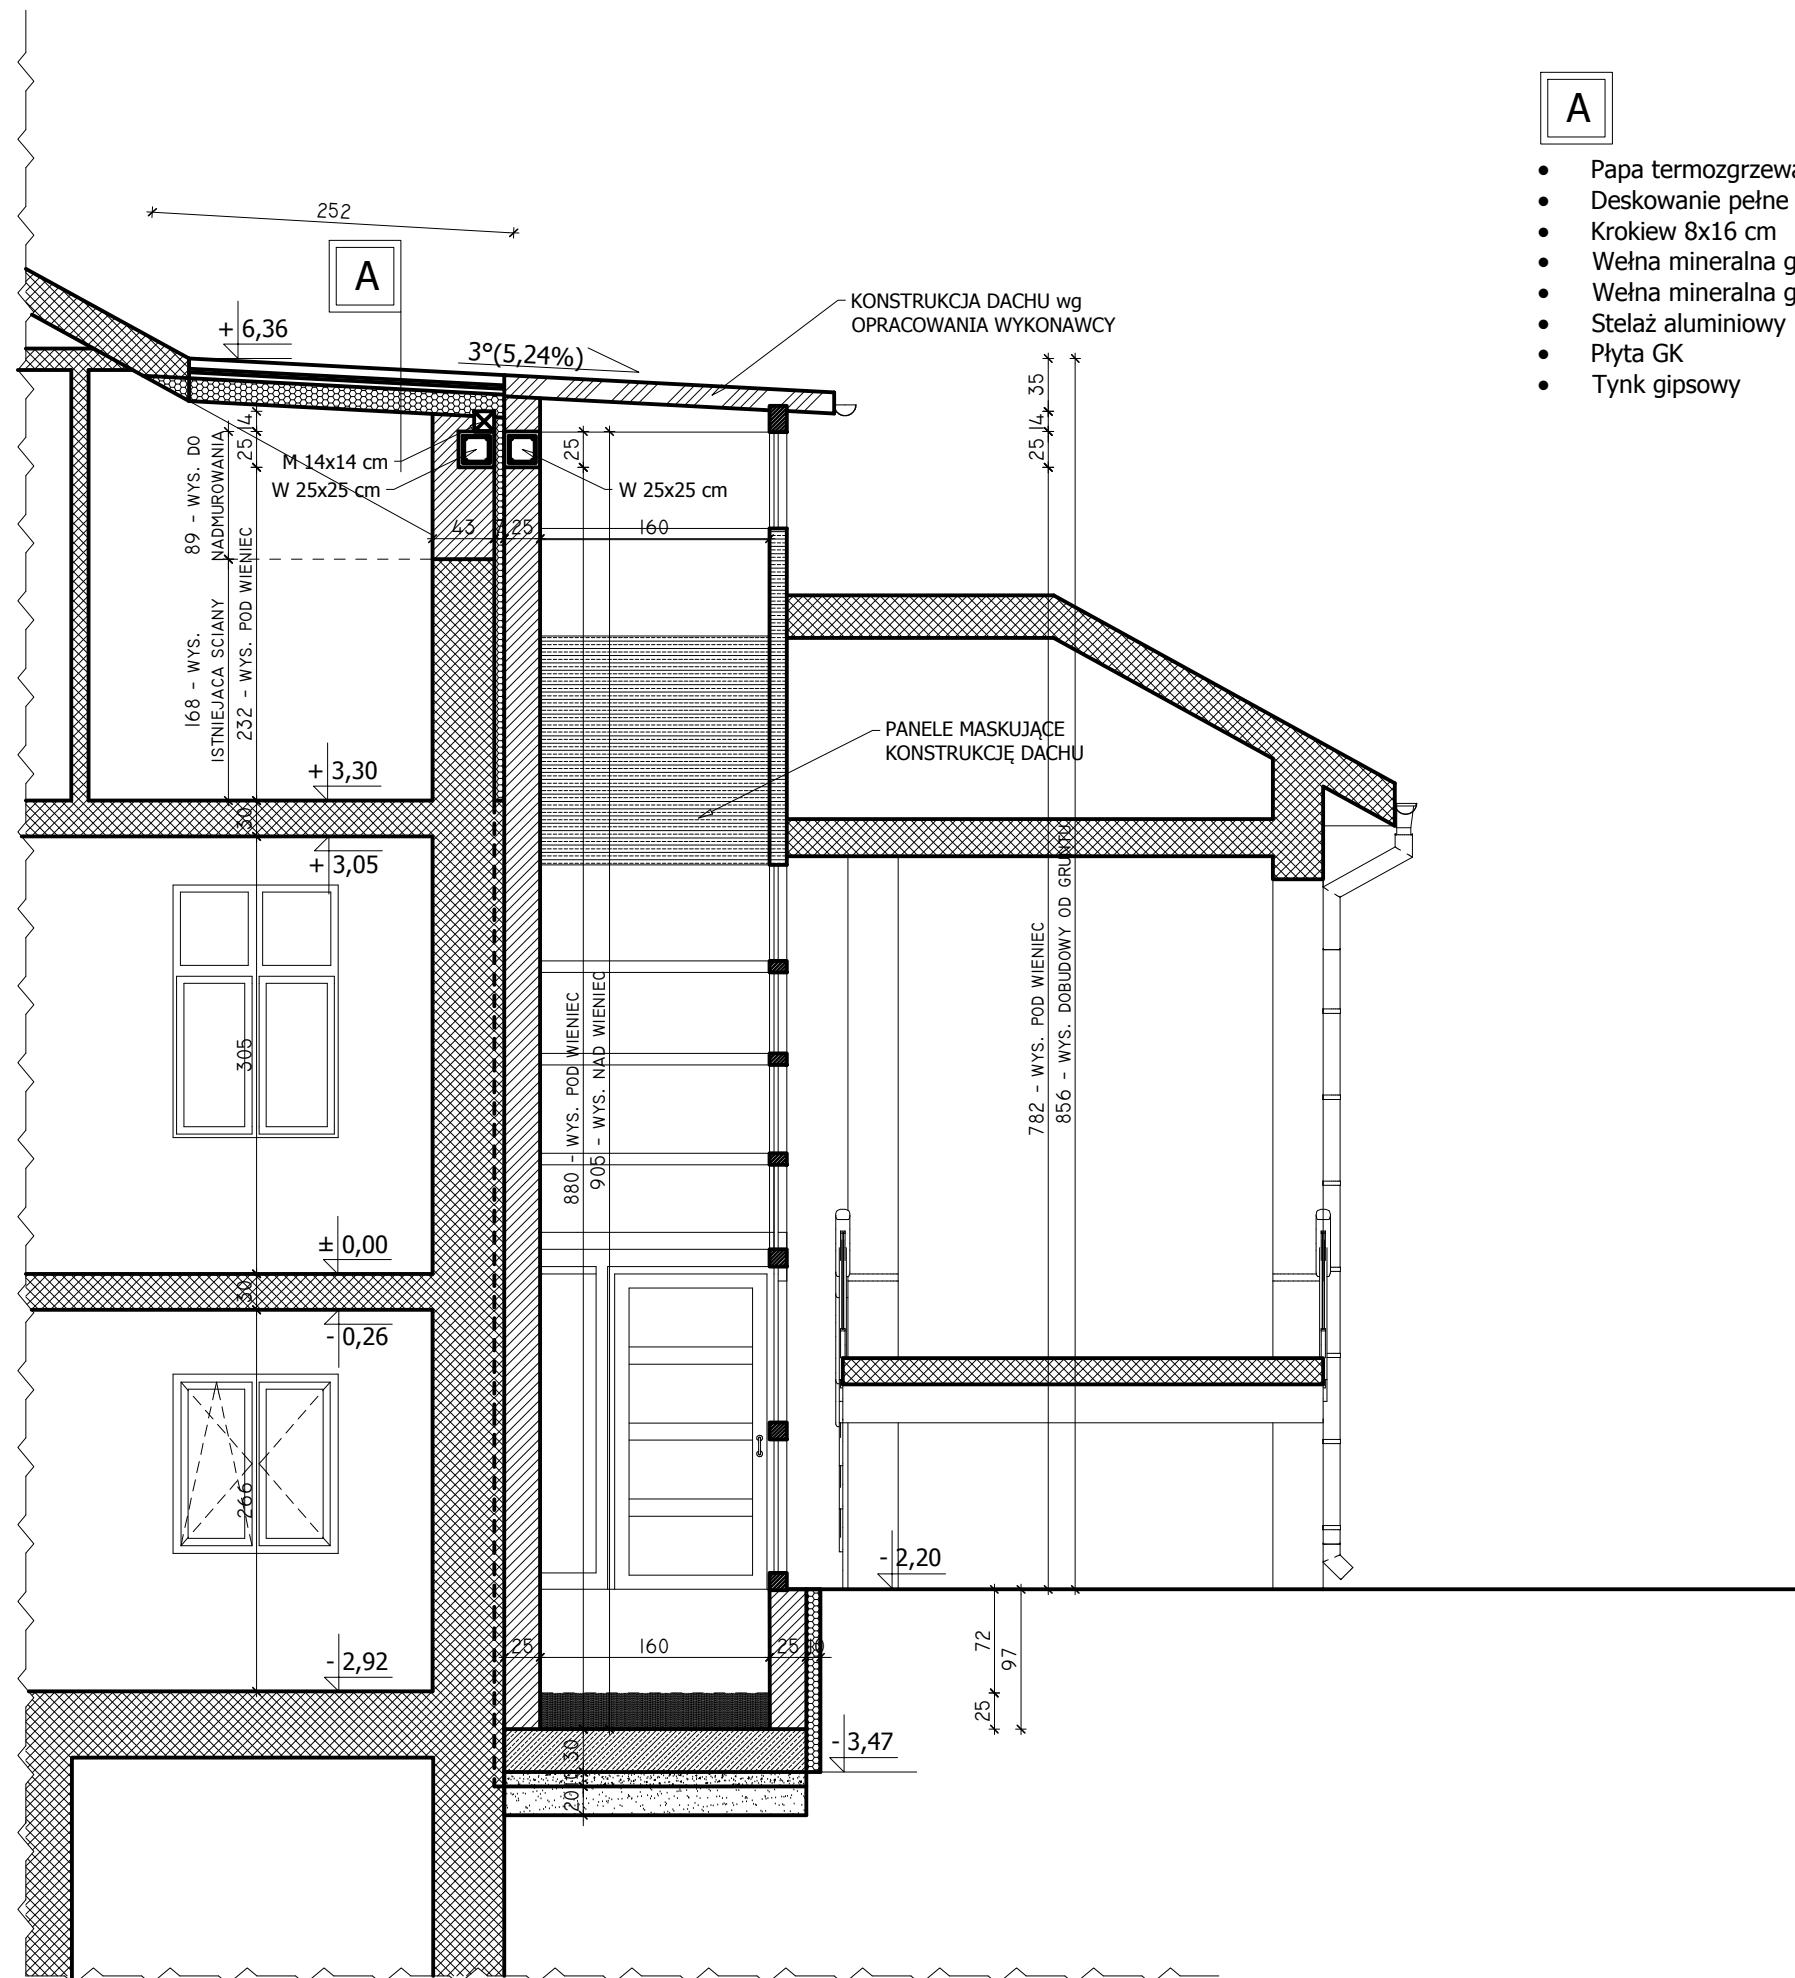 A
• Papa termozgrzewa
• Deskowanie pełne
• Krokiew 8x16 cm
• Wełna mineralna g
• Wełna mineralna g
• Stelaż aluminiowy
• Płyta GK
• Tynk gipsowy
252
A
+ 6,36
3°(5,24%)
KONSTRUKCJA DACHU wg
OPRACOWANIA WYKONAWCY
35
14
25
14
25
25
M 14x14 cm
W 25x25 cm
W 25x25 cm
89 - WYS. DO
NADMUROWANIA
43
25
160
168 - WYS.
ISTNIEJACA SCIANY
232 - WYS. POD WIENIEC
PANELE MASKUJĄCE
KONSTRUKCJĘ DACHU
+ 3,30
30
+ 3,05
305
880 - WYS. POD WIENIEC
905 - WYS. NAD WIENIEC
782 - WYS. POD WIENIEC
856 - WYS. DOBUDOWY OD GRUNTU
± 0,00
30
- 0,26
266
- 2,20
25
160
25
72
97
25
- 2,92
- 3,47
30
20